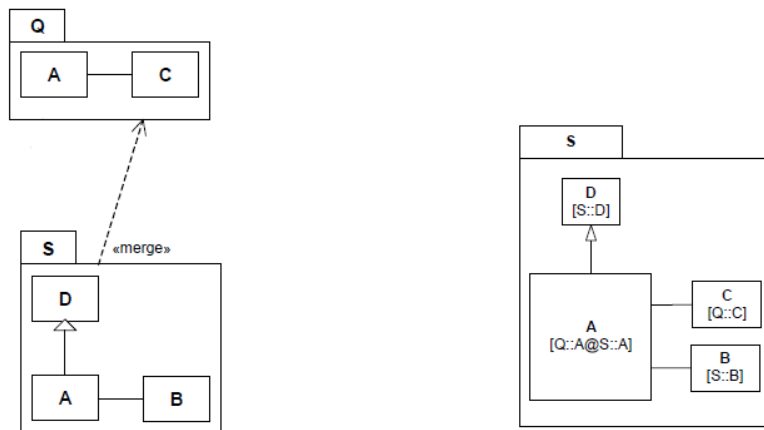 Q
A
C
S
«merge»
D
A
B
S
D
[S::D]
A
[Q::A@S::A]
C
[Q::C]
B
[S::B]